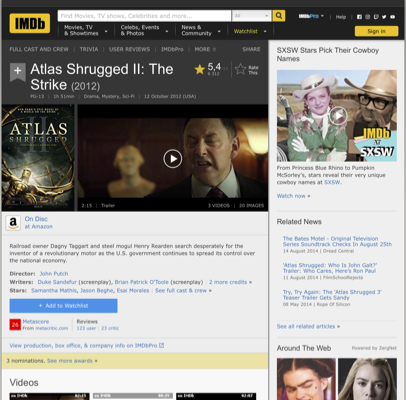 IMDb
Find Movies, TV shows, Celebrities and more...
All
IMDbPro
Help
Movies, TV
& Showtimes
Celebs, Events
& Photos
News &
Community
Watchlist
Sign in
FULL CAST AND CREW | TRIVIA | USER REVIEWS | IMDbPro | MORE
SHARE
Atlas Shrugged II: The
Strike (2012)
5,4
Rate
This
PG-13 | 1h 51min | Drama, Mystery, Sci-Fi | 12 October 2012 (USA)
ATLAS
SHRUGGED
2:15 | Trailer
3 VIDEOS | 20 IMAGES
a
On Disc
at Amazon
Railroad owner Dagny Taggart and steel mogul Henry Rearden search desperately for the
inventor of a revolutionary motor as the U.S. government continues to spread its control over
the national economy.
Director: John Putch
Writers: Duke Sandefur (screenplay), Brian Patrick O'Toole (screenplay) | 2 more credits »
Stars: Samantha Mathis, Jason Beghe, Esai Morales | See full cast & crew »
+ Add to Watchlist
26
Metascore
From metacritic.com
Reviews
123 user | 23 critic
View production, box office, & company info on IMDbPro
3 nominations. See more awards »
Videos
SXSW Stars Pick Their Cowboy
Names
IMDb
at
SXSW
From Princess Blue Rhino to Pumpkin
McSorley's, stars reveal their very
unique cowboy names at SXSW.
Watch now »
Related News
The Bates Motel - Original Television
Series Soundtrack Checks In August 25th
14 August 2014 | Dread Central
'Atlas Shrugged: Who Is John Galt?'
Trailer: Who Cares, Here's Ron Paul
11 August 2014 | FilmSchoolRejects
Try, Try Again: The 'Atlas Shrugged 3'
Teaser Trailer Gets Sandy
08 May 2014 | Rope Of Silicon
See all related articles »
Around The Web
Powered by ZergNet